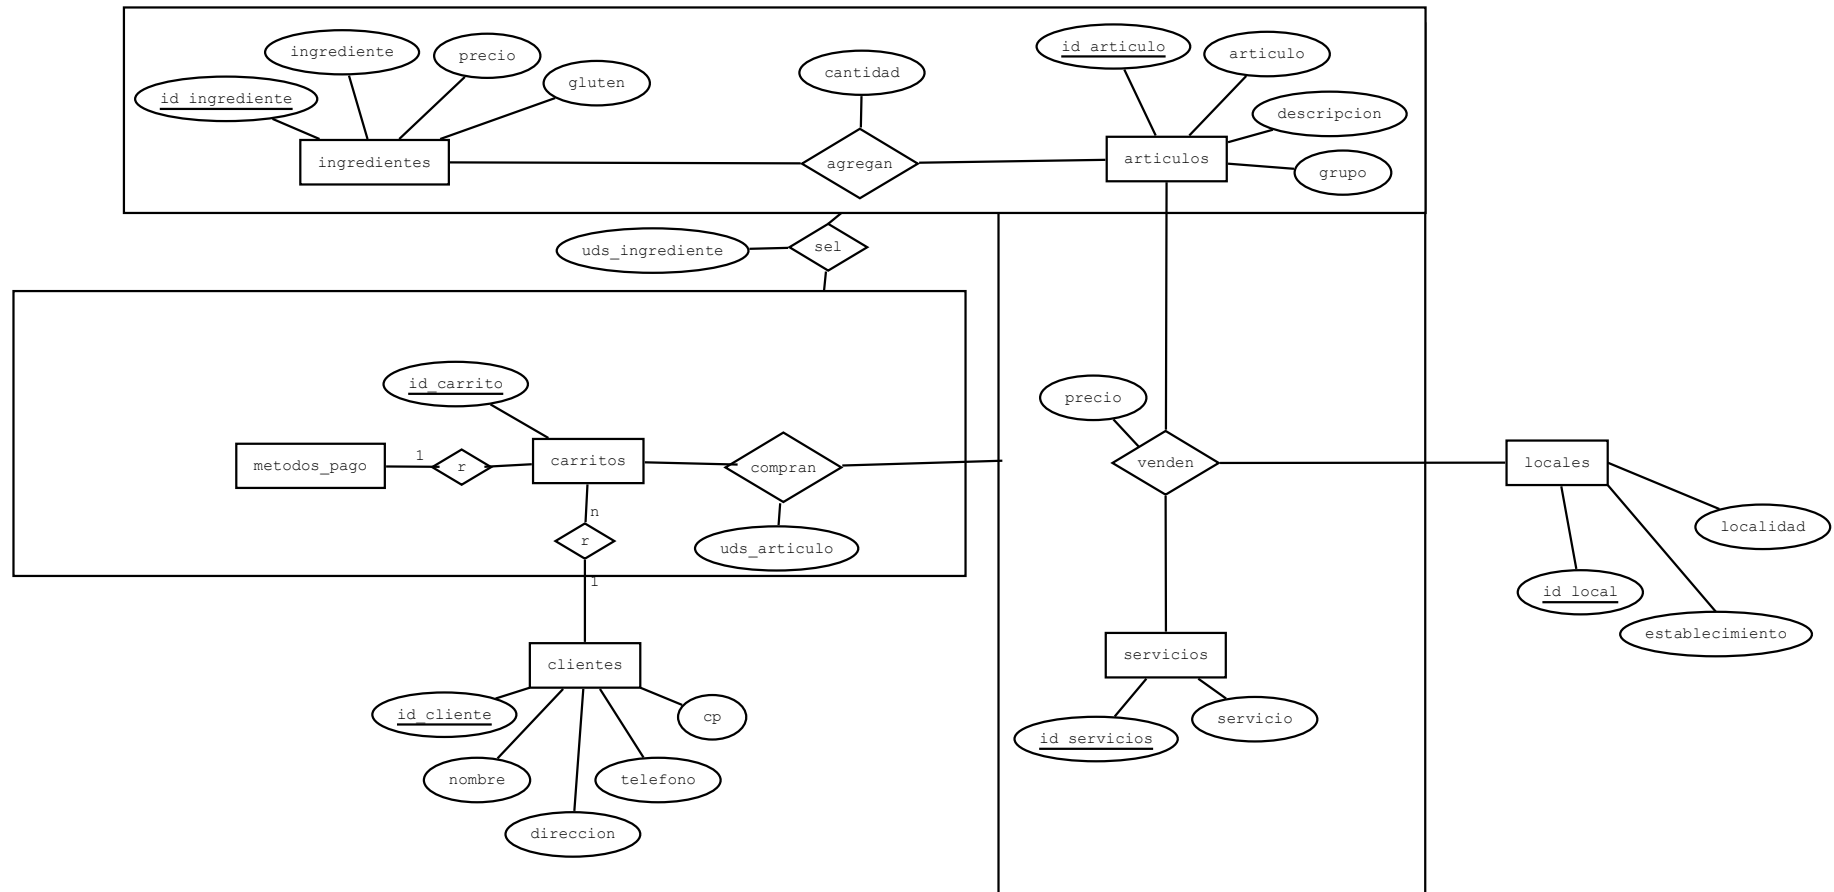 id articulo
ingrediente
precio
articulo
cantidad
gluten
id ingrediente
descripcion
ingredientes
agregan
articulos
grupo
sel
uds_ingrediente
id_carrito
precio
1
metodos_pago
r
carritos
compran
venden
locales
n
localidad
r
uds_articulo
1
id local
establecimiento
clientes
servicios
id_cliente
cp
servicio
id servicios
nombre
telefono
direccion